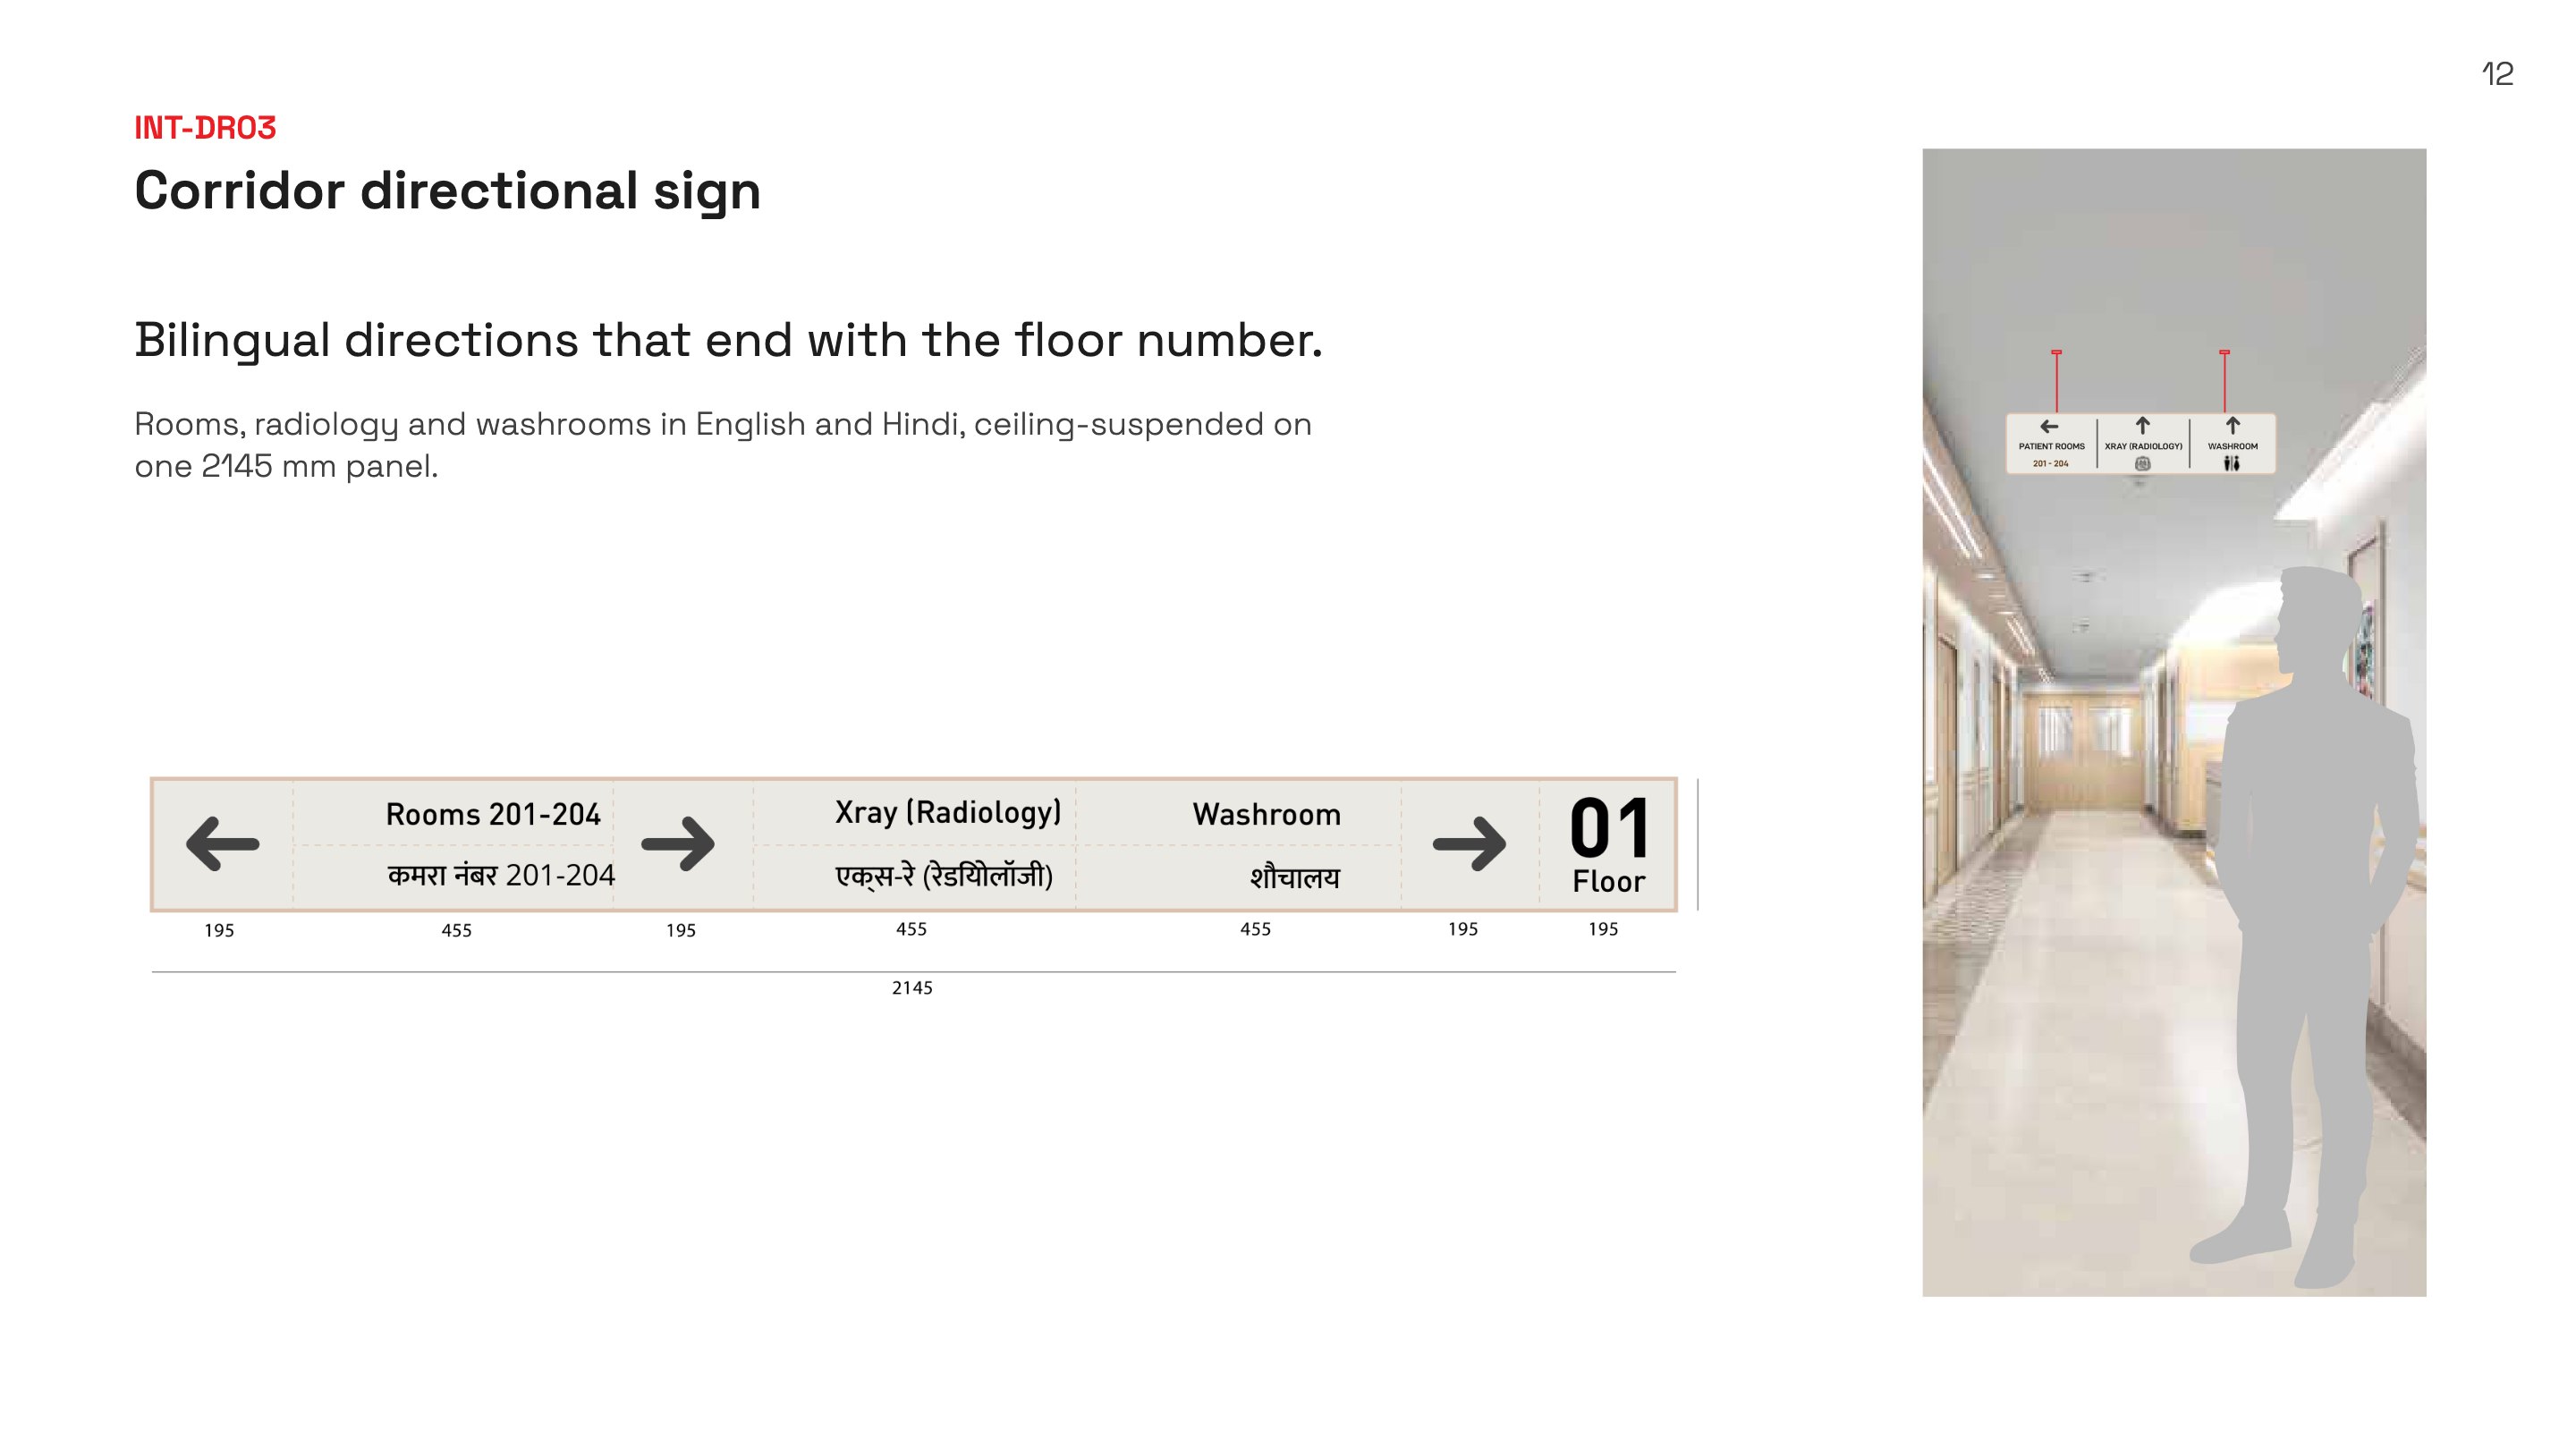 12
INT-DR03
Corridor directional sign
Bilingual directions that end with the floor number.
Rooms, radiology and washrooms in English and Hindi, ceiling-suspended on
one 2145 mm panel.
PATIENT ROOMS
201 - 204
XRAY (RADIOLOGY)
WASHROOM
Rooms 201-204
कमरा नंबर 201-204
Xray (Radiology)
एक्स-रे (रेडियोलॉजी)
Washroom
शौचालय
01
Floor
195 455 195 455 455 195 195
2145